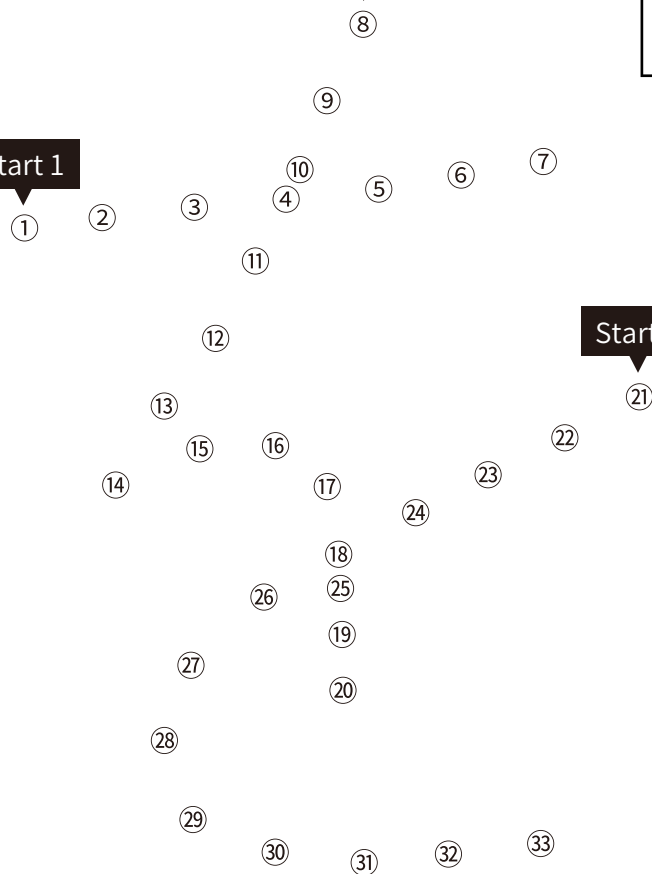 ⑧
⑨
tart 1
⑩ ⑥ ⑦
① ② ③ ④ ⑤
⑪
⑫ Start
⑬ ㉑
⑮ ⑯ ㉒
⑭ ⑰ ㉓
㉔
⑱
㉖ ㉕
⑲
㉗
⑳
㉘
㉙
㉚ ㉛ ㉜ ㉝